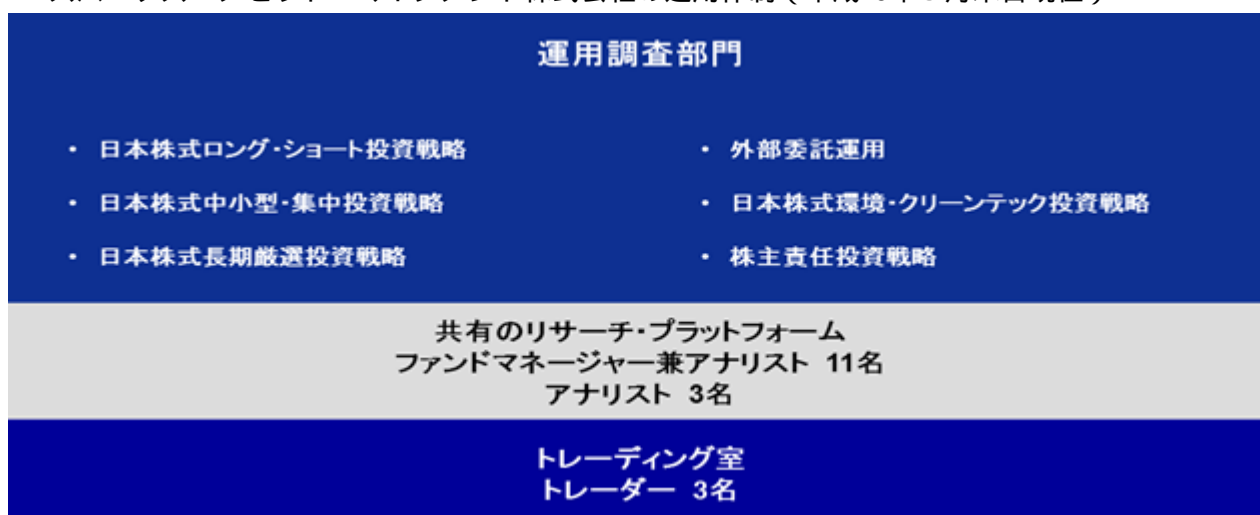 運用調査部門
・ 日本株式ロング・ショート投資戦略
・ 日本株式中小型・集中投資戦略
・ 日本株式長期厳選投資戦略
・ 外部委託運用
・ 日本株式環境・クリーンテック投資戦略
・ 株主責任投資戦略
共有のリサーチ・プラットフォーム
ファンドマネージャー兼アナリスト 11名
アナリスト 3名
トレーディング室
トレーダー 3名